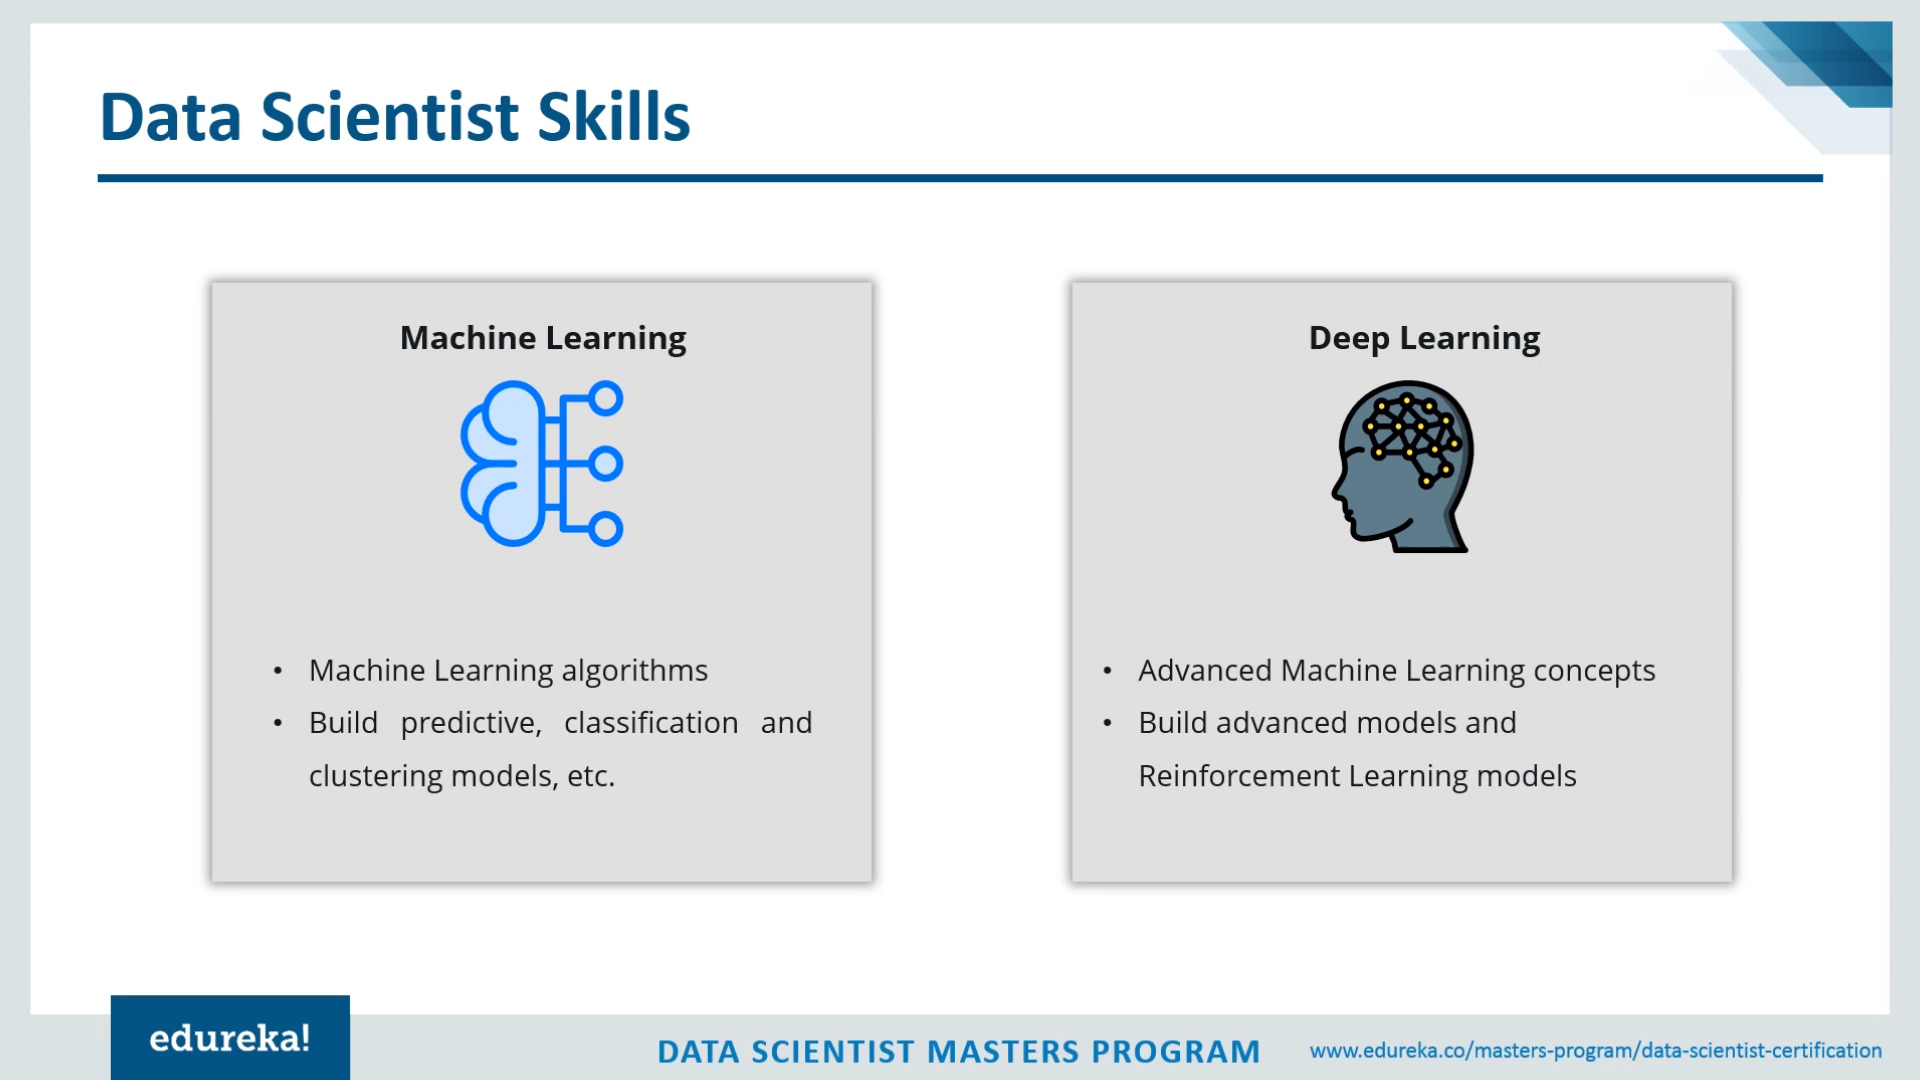 Data Scientist Skills
Machine Learning
• Machine Learning algorithms
• Build predictive, classification and
clustering models, etc.
Deep Learning
• Advanced Machine Learning concepts
• Build advanced models and
Reinforcement Learning models
edureka!
DATA SCIENTIST MASTERS PROGRAM
www.edureka.co/masters-program/data-scientist-certification